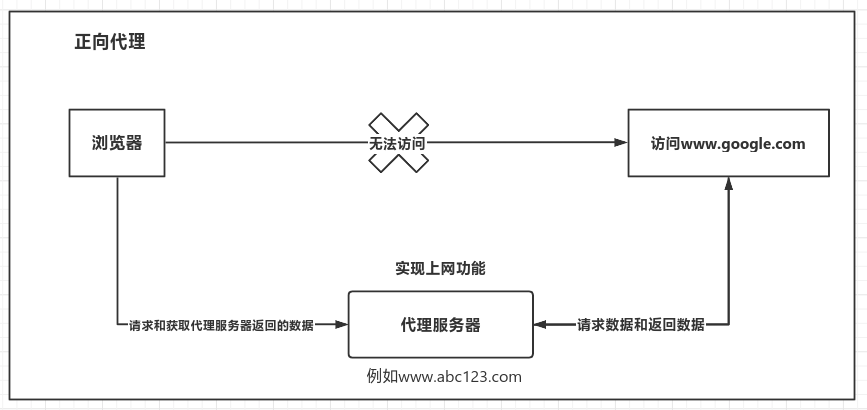 正向代理
浏览器
无法访问
访问www.google.com
实现上网功能
请求和获取代理服务器返回的数据
代理服务器
请求数据和返回数据
例如www.abc123.com